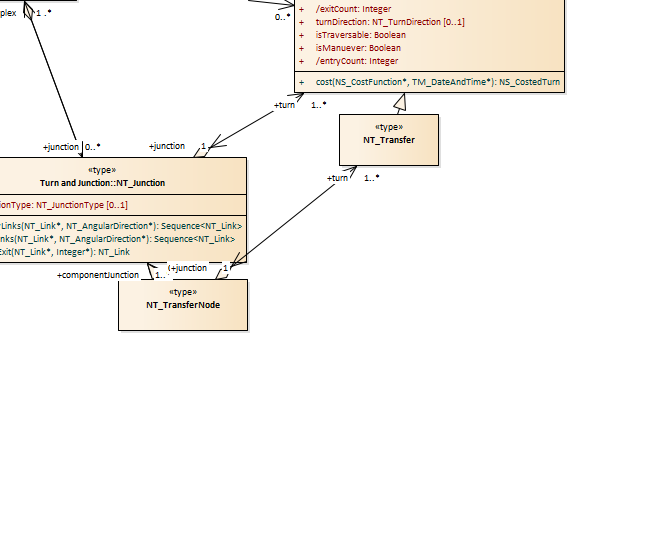 plex
1..*
0..*
+ /exitCount: Integer
+ turnDirection: NT_TurnDirection [0..1]
+ isTraversable: Boolean
+ isManuever: Boolean
+ /entryCount: Integer
+ cost(NS_CostFunction*, TM_DateAndTime*): NS_CostedTurn
+turn 1..*
«type»
NT_Transfer
+junction 0..*
+junction 1
«type»
Turn and Junction::NT_Junction
ionType: NT_JunctionType [0..1]
Links(NT_Link*, NT_AngularDirection*): Sequence<NT_Link>
nks(NT_Link*, NT_AngularDirection*): Sequence<NT_Link>
Exit(NT_Link*, Integer*): NT_Link
+turn 1..*
+componentJunction 1..
+junction 1
«type»
NT_TransferNode